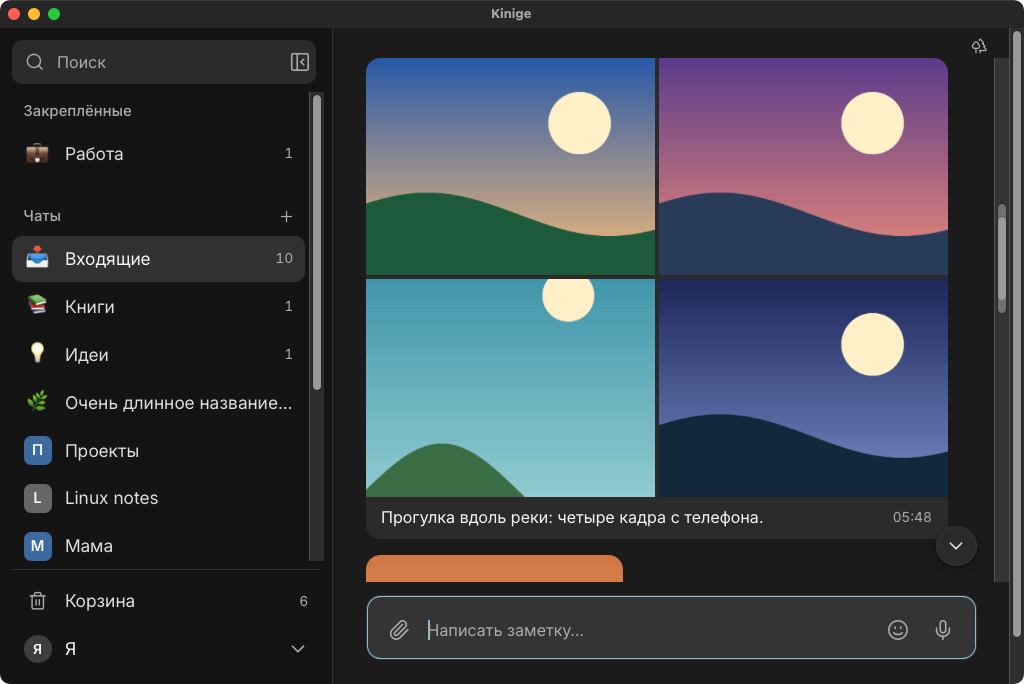 Kinige
Поиск
Закреплённые
Работа 1
Чаты
Входящие 10
Книги 1
Идеи 1
Очень длинное название...
П Проекты
L Linux notes
М Мама
Корзина 6
Я Я
Прогулка вдоль реки: четыре кадра с телефона. 05:48
Написать заметку...